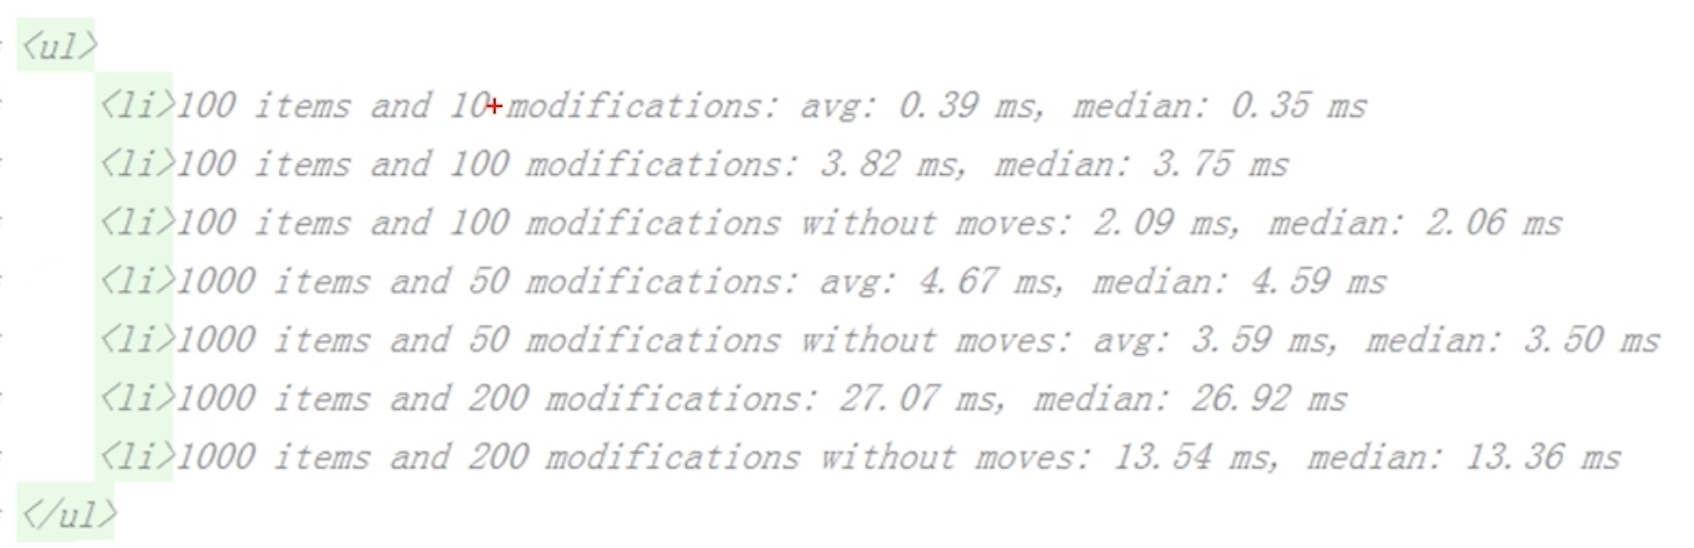 <ul>
<li>100 items and 10 modifications: avg: 0.39 ms, median: 0.35 ms
<li>100 items and 100 modifications: 3.82 ms, median: 3.75 ms
<li>100 items and 100 modifications without moves: 2.09 ms, median: 2.06 ms
<li>1000 items and 50 modifications: avg: 4.67 ms, median: 4.59 ms
<li>1000 items and 50 modifications without moves: avg: 3.59 ms, median: 3.50 ms
<li>1000 items and 200 modifications: 27.07 ms, median: 26.92 ms
<li>1000 items and 200 modifications without moves: 13.54 ms, median: 13.36 ms
</ul>